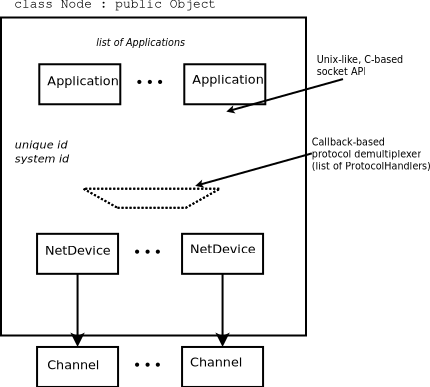 class Node : public Object
list of Applications
Unix-like, C-based
socket API
Application ••• Application
Callback-based
protocol demultiplexer
(list of ProtocolHandlers)
unique id
system id
NetDevice ••• NetDevice
Channel ••• Channel